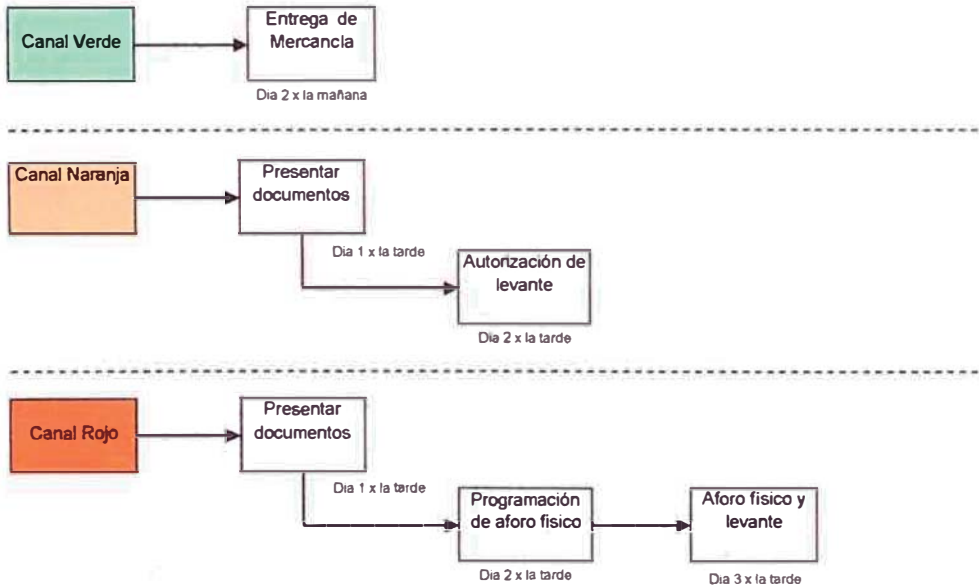 Canal Verde
Entrega de
Mercancia
Dia 2 x la mañana
Canal Naranja
Presentar
documentos
Dia 1 x la tarde
Autorización de
levante
Dia 2 x la tarde
Canal Rojo
Presentar
documentos
Dia 1 x la tarde
Programación
de aforo fisico
Dia 2 x la tarde
Aforo fisico y
levante
Dia 3 x la tarde